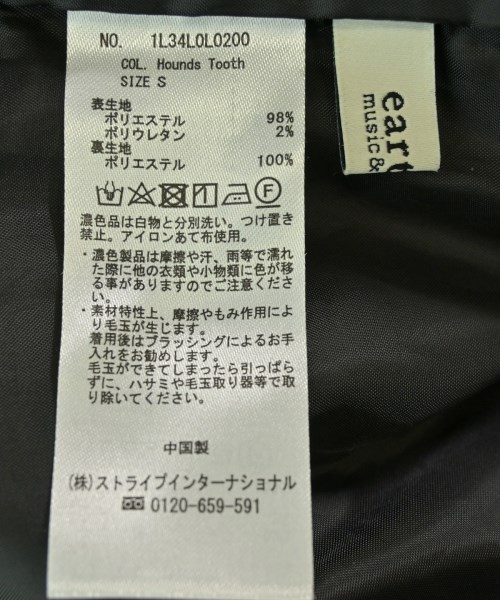 NO. 1L34L0L0200
COL. Hounds Tooth
SIZE S
表生地
ポリエステル 98%
ポリウレタン 2%
裏生地
ポリエステル 100%
F
濃色品は白物と分別洗い。つけ置き
禁止。アイロンあて布使用。
・濃色製品は摩擦や汗、雨等で濡れ
た際に他の衣類や小物類に色が移
る事がありますのでご注意くださ
い。
・素材特性上、摩擦やもみ作用によ
り毛玉が生じます。
着用後はブラッシングによるお手
入れをお勧めします。
毛玉ができてしまったら引っぱら
ずに、ハサミや毛玉取り器等で取
り除いてください。
中国製
(株)ストライプインターナショナル
0120-659-591
eart
music&